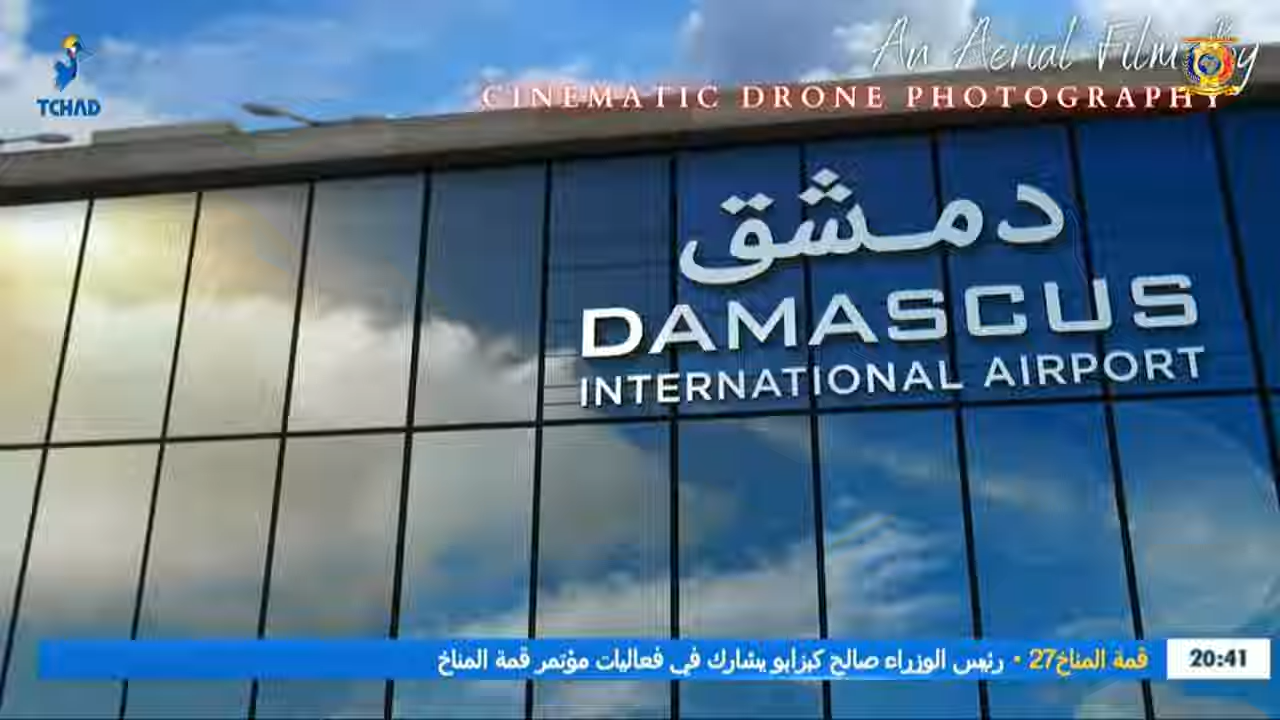 An Aerial Film by
TCHAD
CINEMATIC DRONE PHOTOGRAPHY
دمشق
DAMASCUS
INTERNATIONAL AIRPORT
قمة المناخ27 • رئيس الوزراء صالح كبزابو يشارك في فعاليات مؤتمر قمة المناخ
20:41